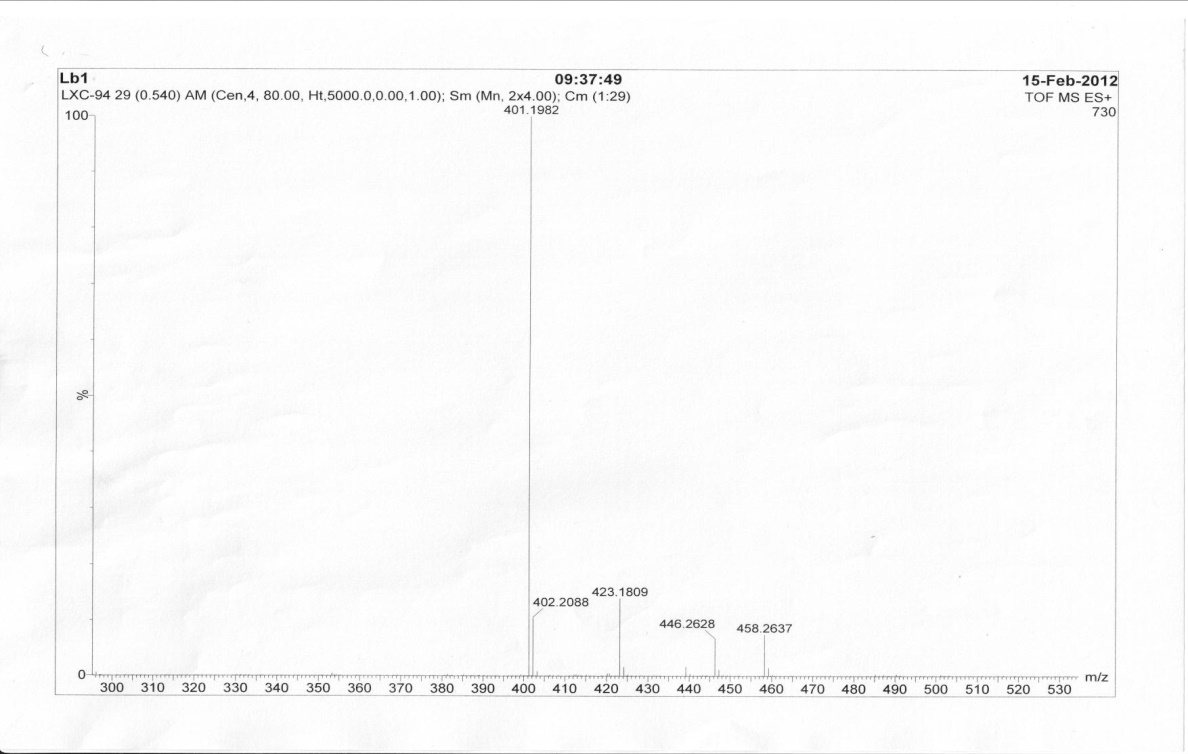 Lb1 09:37:49 15-Feb-2012
LXC-94 29 (0.540) AM (Cen,4, 80.00, Ht,5000.0,0.00,1.00); Sm (Mn, 2x4.00); Cm (1:29) TOF MS ES+
401.1982 730
100
%
423.1809
402.2088
446.2628 458.2637
0
m/z
300 310 320 330 340 350 360 370 380 390 400 410 420 430 440 450 460 470 480 490 500 510 520 530